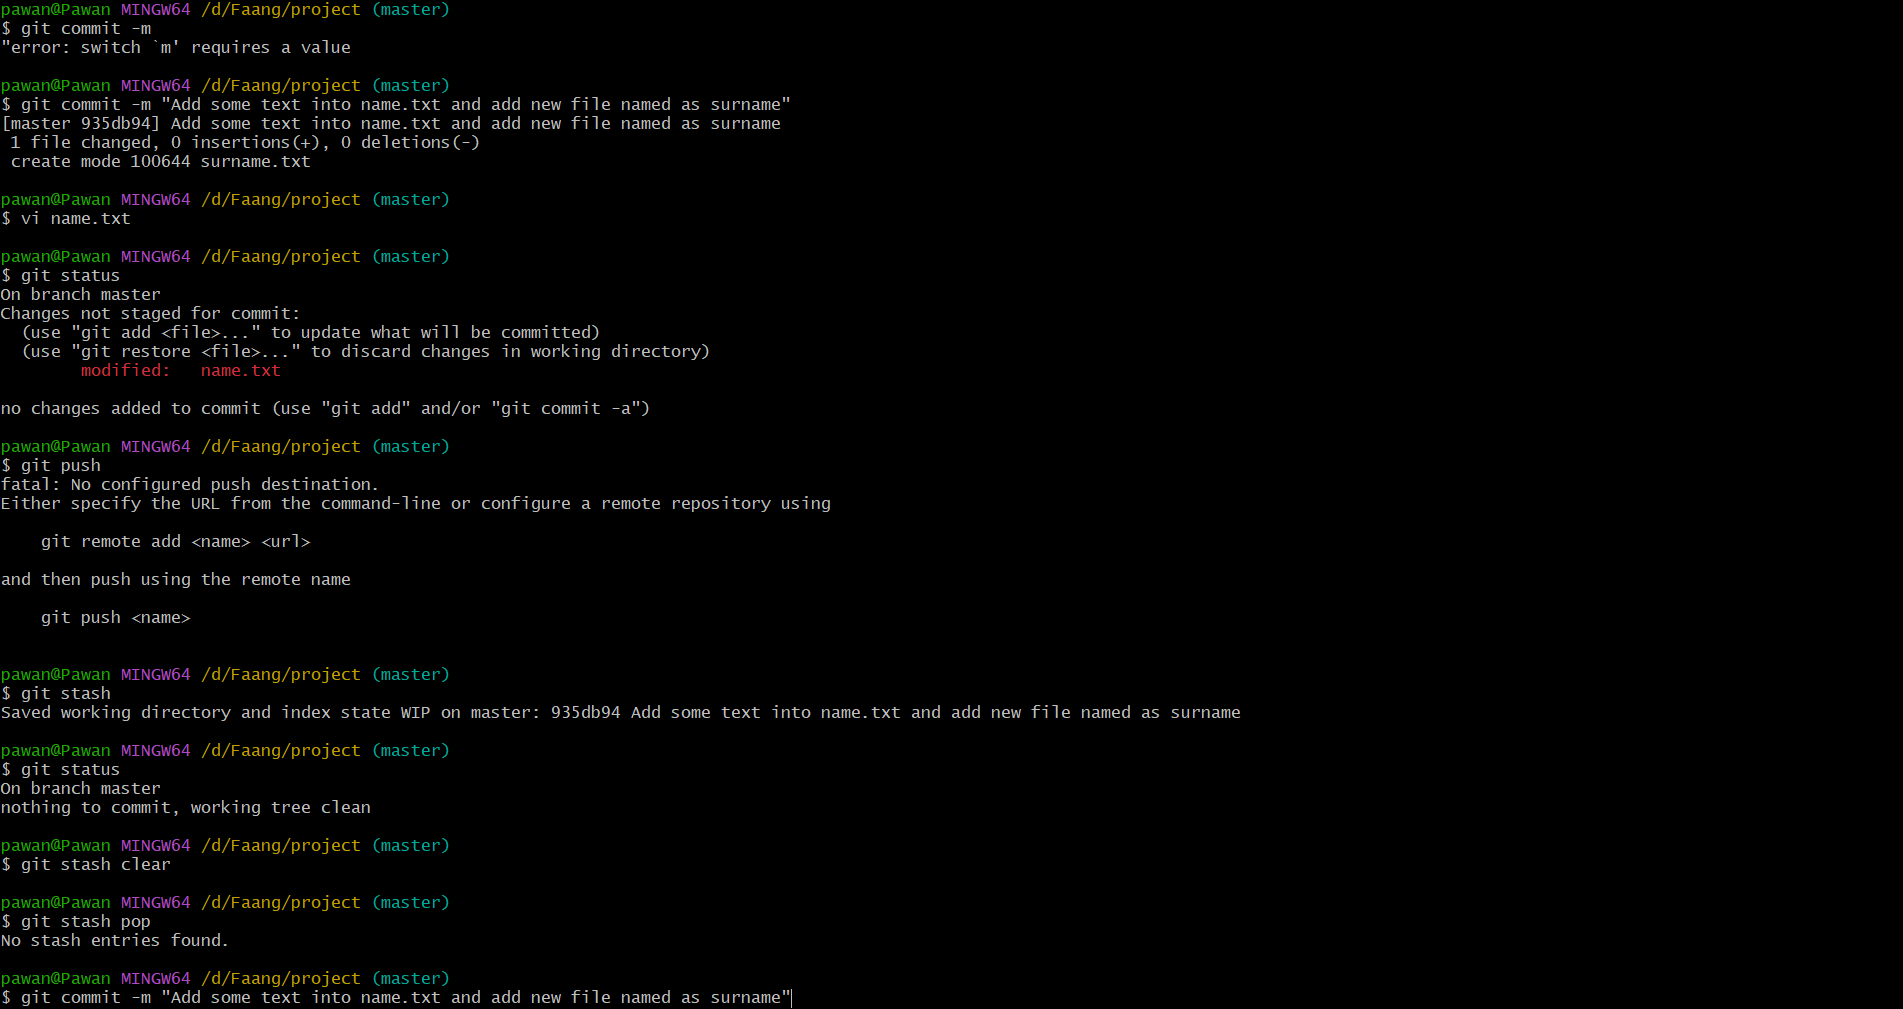 pawan@Pawan MINGW64 /d/Faang/project (master)
$ git commit -m
"error: switch `m' requires a value
pawan@Pawan MINGW64 /d/Faang/project (master)
$ git commit -m "Add some text into name.txt and add new file named as surname"
[master 935db94] Add some text into name.txt and add new file named as surname
 1 file changed, 0 insertions(+), 0 deletions(-)
 create mode 100644 surname.txt
pawan@Pawan MINGW64 /d/Faang/project (master)
$ vi name.txt
pawan@Pawan MINGW64 /d/Faang/project (master)
$ git status
On branch master
Changes not staged for commit:
  (use "git add <file>..." to update what will be committed)
  (use "git restore <file>..." to discard changes in working directory)
        modified:   name.txt
no changes added to commit (use "git add" and/or "git commit -a")
pawan@Pawan MINGW64 /d/Faang/project (master)
$ git push
fatal: No configured push destination.
Either specify the URL from the command-line or configure a remote repository using
    git remote add <name> <url>
and then push using the remote name
    git push <name>
pawan@Pawan MINGW64 /d/Faang/project (master)
$ git stash
Saved working directory and index state WIP on master: 935db94 Add some text into name.txt and add new file named as surname
pawan@Pawan MINGW64 /d/Faang/project (master)
$ git status
On branch master
nothing to commit, working tree clean
pawan@Pawan MINGW64 /d/Faang/project (master)
$ git stash clear
pawan@Pawan MINGW64 /d/Faang/project (master)
$ git stash pop
No stash entries found.
pawan@Pawan MINGW64 /d/Faang/project (master)
$ git commit -m "Add some text into name.txt and add new file named as surname"